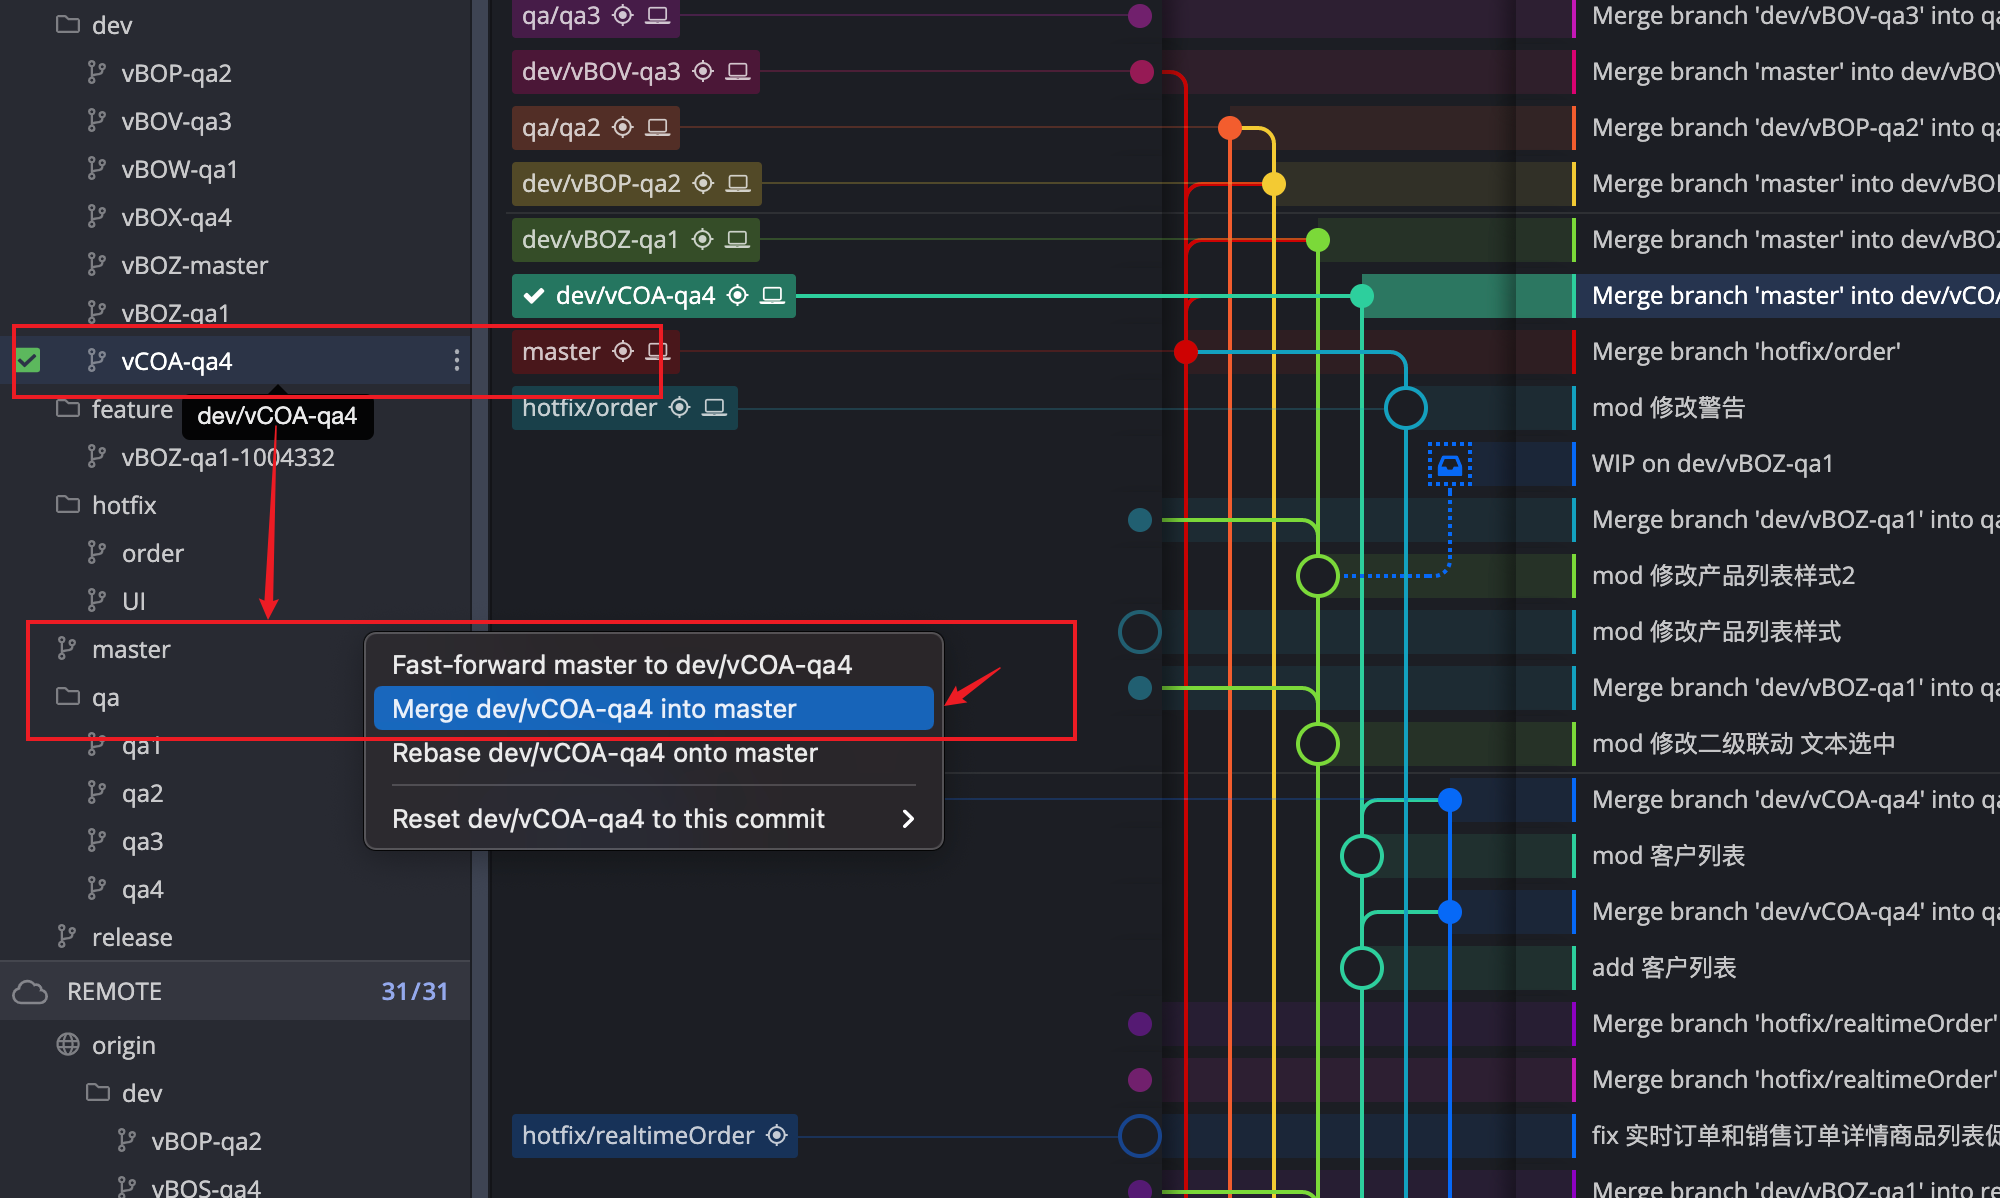 dev
vBOP-qa2
vBOV-qa3
vBOW-qa1
vBOX-qa4
vBOZ-master
vBOZ-qa1
vCOA-qa4
feature
dev/vCOA-qa4
vBOZ-qa1-1004332
hotfix
order
UI
master
qa
qa1
qa2
qa3
qa4
release
REMOTE 31/31
origin
dev
vBOP-qa2
vBOS-qa4
Fast-forward master to dev/vCOA-qa4
Merge dev/vCOA-qa4 into master
Rebase dev/vCOA-qa4 onto master
Reset dev/vCOA-qa4 to this commit
qa/qa3
dev/vBOV-qa3
qa/qa2
dev/vBOP-qa2
dev/vBOZ-qa1
dev/vCOA-qa4
master
hotfix/order
hotfix/realtimeOrder
Merge branch 'dev/vBOV-qa3' into qa
Merge branch 'master' into dev/vBOV
Merge branch 'dev/vBOP-qa2' into qa
Merge branch 'master' into dev/vBOP
Merge branch 'master' into dev/vBOZ
Merge branch 'master' into dev/vCOA
Merge branch 'hotfix/order'
mod 修改警告
WIP on dev/vBOZ-qa1
Merge branch 'dev/vBOZ-qa1' into qa
mod 修改产品列表样式2
mod 修改产品列表样式
Merge branch 'dev/vBOZ-qa1' into qa
mod 修改二级联动 文本选中
Merge branch 'dev/vCOA-qa4' into qa
mod 客户列表
Merge branch 'dev/vCOA-qa4' into qa
add 客户列表
Merge branch 'hotfix/realtimeOrder'
Merge branch 'hotfix/realtimeOrder'
fix 实时订单和销售订单详情商品列表促
Merge branch 'dev/vBOZ-qa1' into re